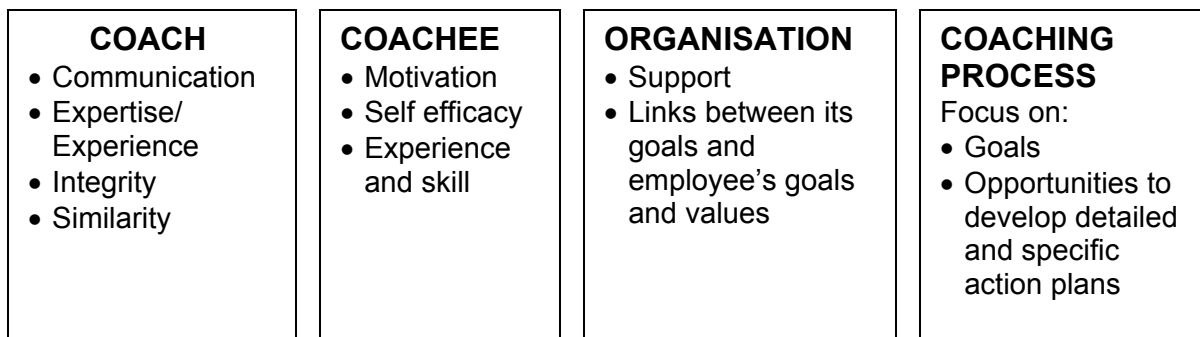 COACH
• Communication
• Expertise/
Experience
• Integrity
• Similarity
COACHEE
• Motivation
• Self efficacy
• Experience
and skill
ORGANISATION
• Support
• Links between its
goals and
employee’s goals
and values
COACHING
PROCESS
Focus on:
• Goals
• Opportunities to
develop detailed
and specific
action plans